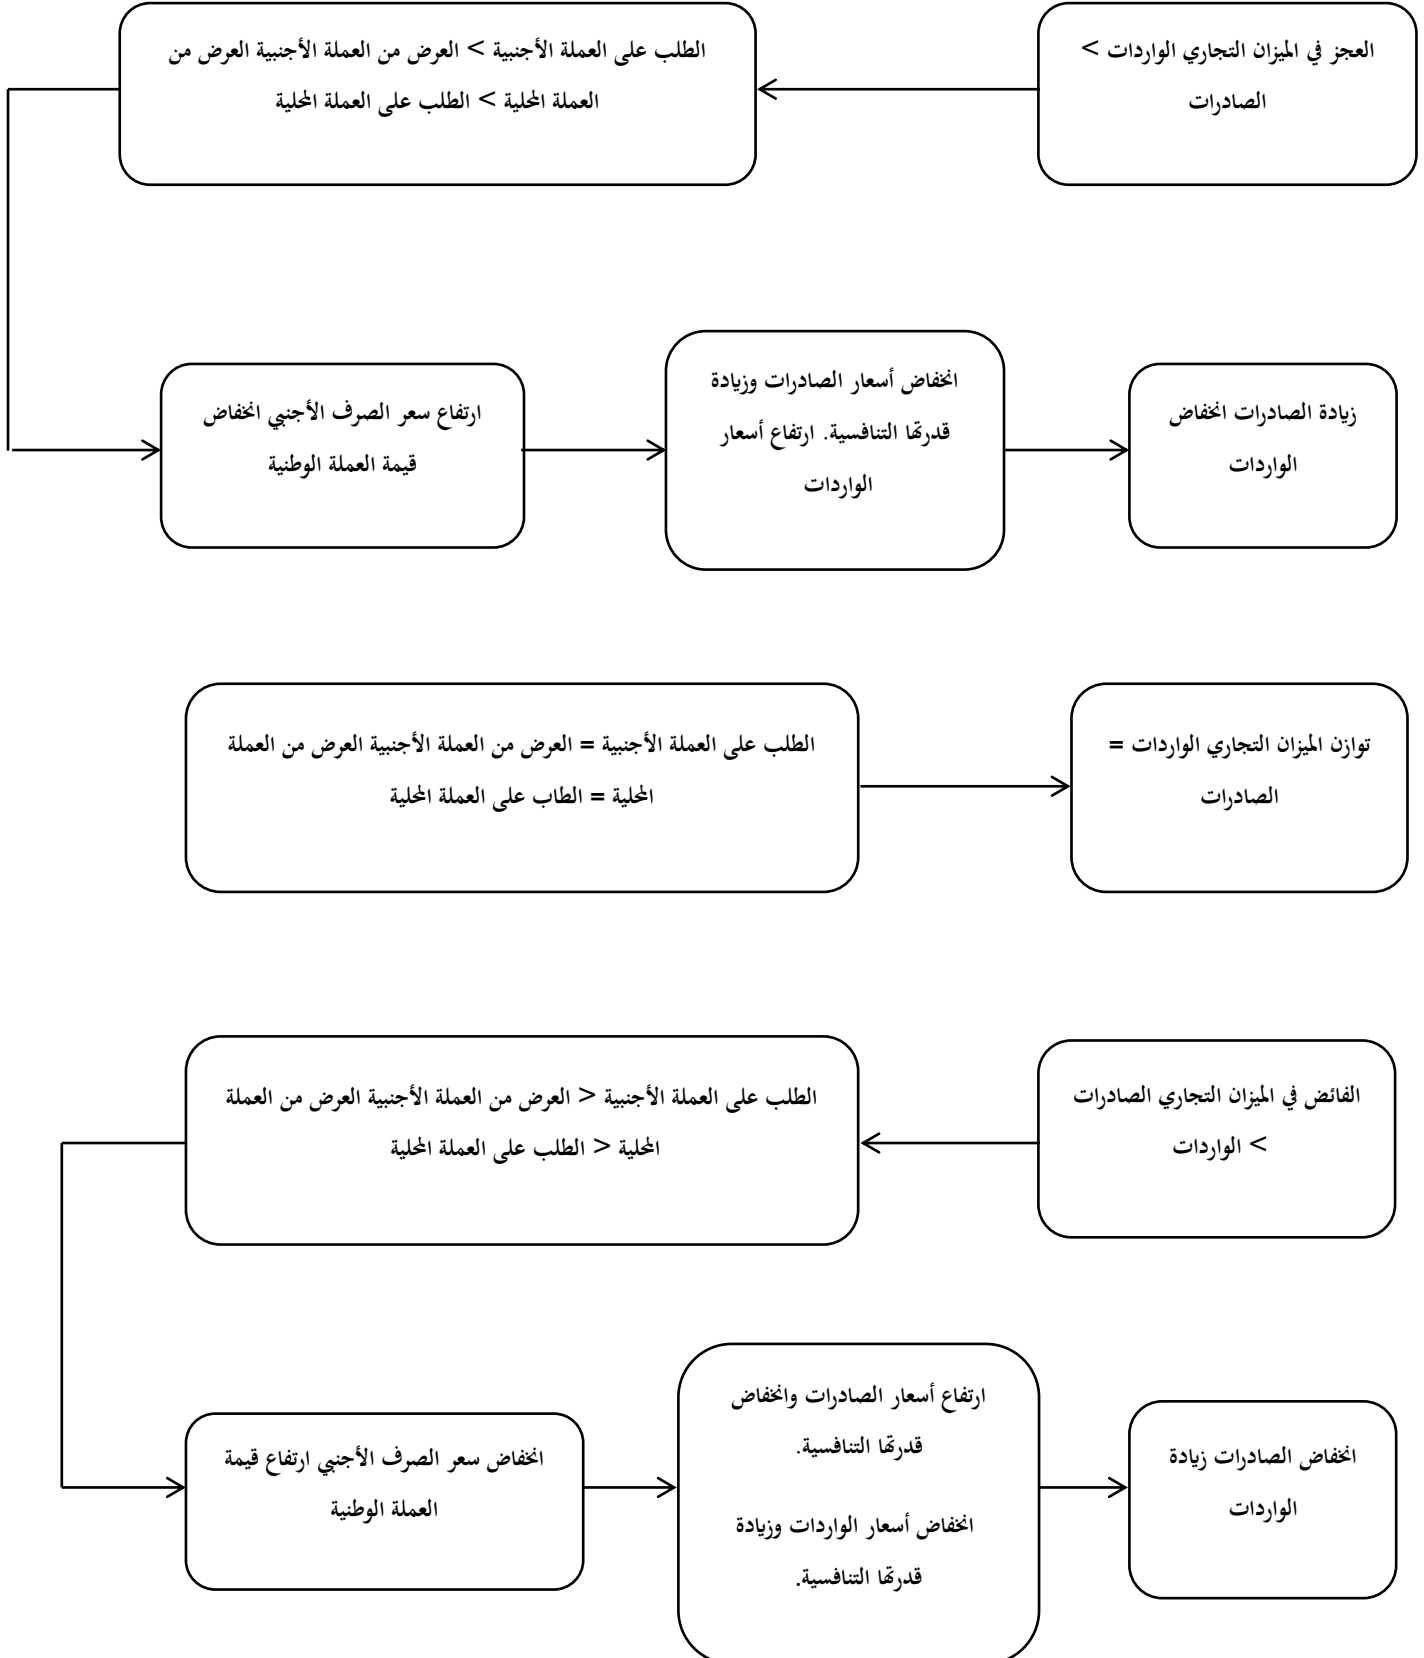 العجز في الميزان التجاري الواردات >
الصادرات
الطلب على العملة الأجنبية > العرض من العملة الأجنبية العرض من
العملة المحلية > الطلب على العملة المحلية
ارتفاع سعر الصرف الأجنبي انخفاض
قيمة العملة الوطنية
انخفاض أسعار الصادرات وزيادة
قدرتها التنافسية. ارتفاع أسعار
الواردات
زيادة الصادرات انخفاض
الواردات
الطلب على العملة الأجنبية = العرض من العملة الأجنبية العرض من العملة
المحلية = الطاب على العملة المحلية
توازن الميزان التجاري الواردات =
الصادرات
الفائض في الميزان التجاري الصادرات
> الواردات
الطلب على العملة الأجنبية < العرض من العملة الأجنبية العرض من العملة
المحلية < الطلب على العملة المحلية
انخفاض سعر الصرف الأجنبي ارتفاع قيمة
العملة الوطنية
ارتفاع أسعار الصادرات وانخفاض
قدرتها التنافسية.
انخفاض أسعار الواردات وزيادة
قدرتها التنافسية.
انخفاض الصادرات زيادة
الواردات